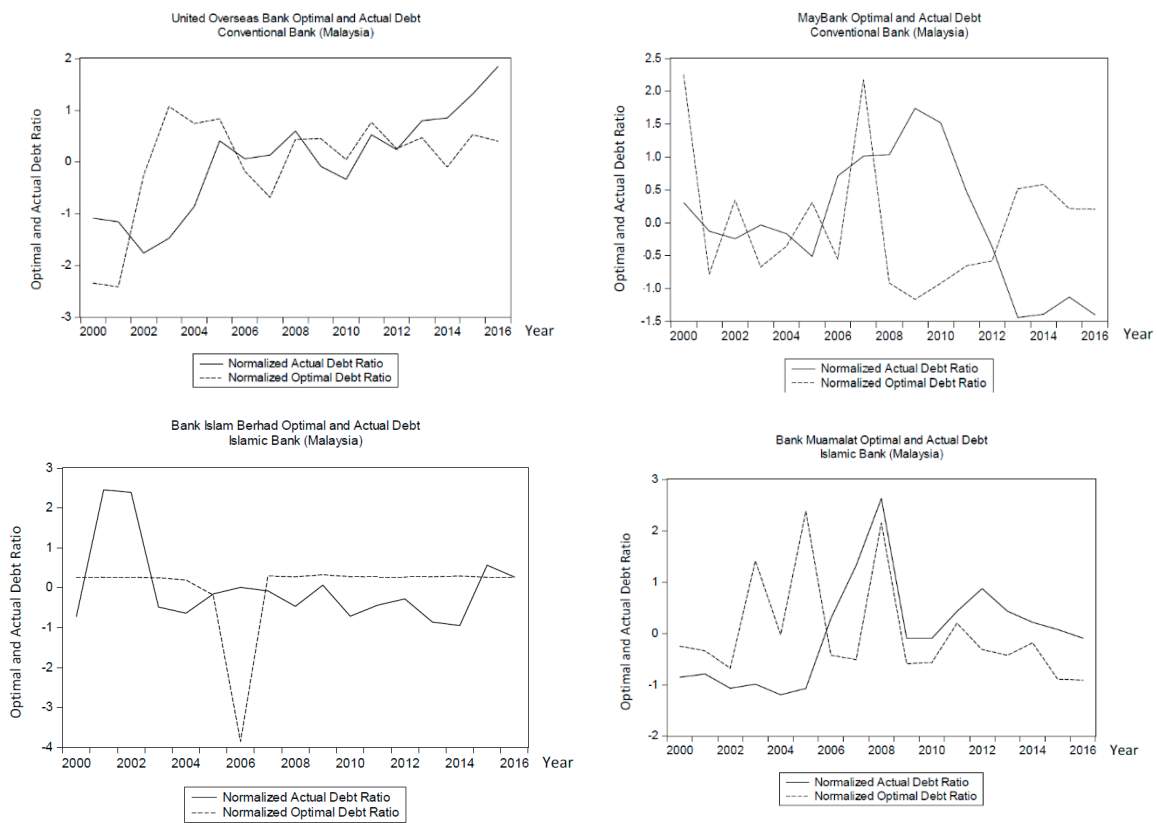 United Overseas Bank Optimal and Actual Debt
Conventional Bank (Malaysia)
Optimal and Actual Debt Ratio
2
1
0
-1
-2
-3
2000 2002 2004 2006 2008 2010 2012 2014 2016 Year
Normalized Actual Debt Ratio
Normalized Optimal Debt Ratio
MayBank Optimal and Actual Debt
Conventional Bank (Malaysia)
Optimal and Actual Debt Ratio
2.5
2.0
1.5
1.0
0.5
0.0
-0.5
-1.0
-1.5
2000 2002 2004 2006 2008 2010 2012 2014 2016 Year
Normalized Actual Debt Ratio
Normalized Optimal Debt Ratio
Bank Islam Berhad Optimal and Actual Debt
Islamic Bank (Malaysia)
Optimal and Actual Debt Ratio
3
2
1
0
-1
-2
-3
-4
2000 2002 2004 2006 2008 2010 2012 2014 2016 Year
Normalized Actual Debt Ratio
Normalized Optimal Debt Ratio
Bank Muamalat Optimal and Actual Debt
Islamic Bank (Malaysia)
Optimal and Actual Debt Ratio
3
2
1
0
-1
-2
2000 2002 2004 2006 2008 2010 2012 2014 2016 Year
Normalized Actual Debt Ratio
Normalized Optimal Debt Ratio